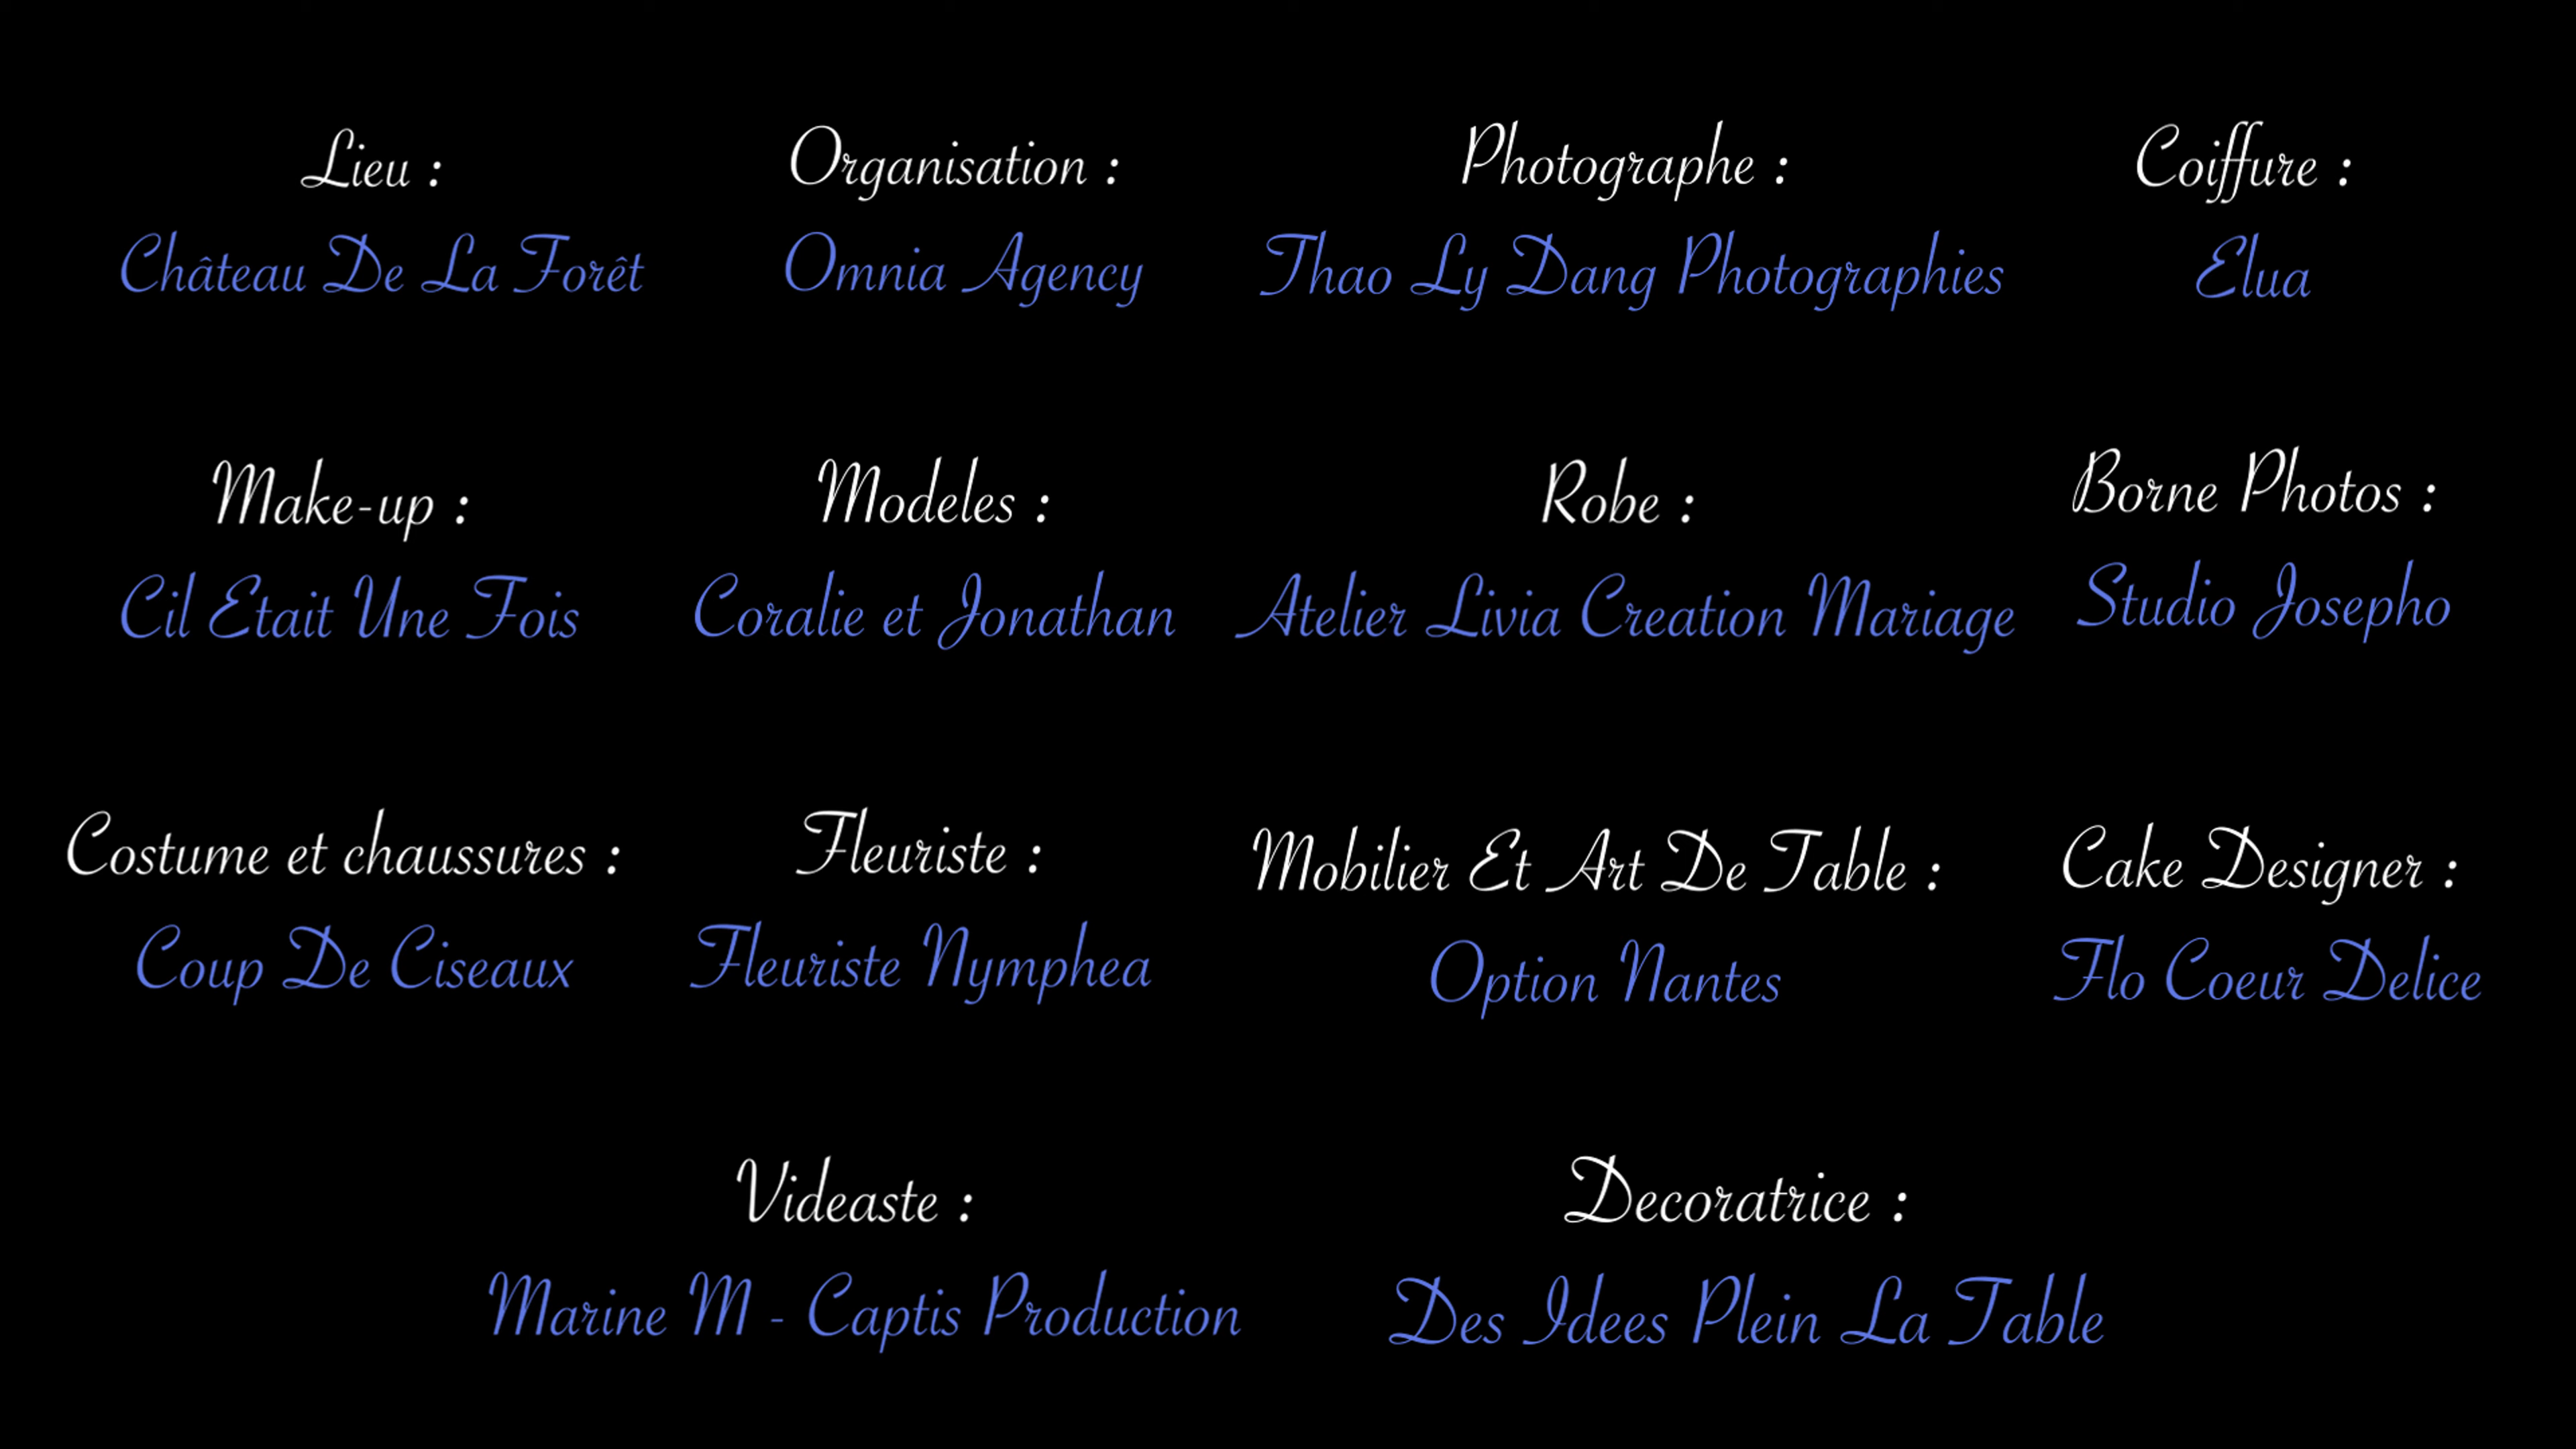 Lieu :
Château De La Forêt
Organisation :
Omnia Agency
Photographe :
Thao Ly Dang Photographies
Coiffure :
Elua
Make-up :
Cil Etait Une Fois
Modeles :
Coralie et Jonathan
Robe :
Atelier Livia Creation Mariage
Borne Photos :
Studio Josepho
Costume et chaussures :
Coup De Ciseaux
Fleuriste :
Fleuriste Nymphea
Mobilier Et Art De Table :
Option Nantes
Cake Designer :
Flo Coeur Delice
Videaste :
Marine M - Captis Production
Decoratrice :
Des Idees Plein La Table